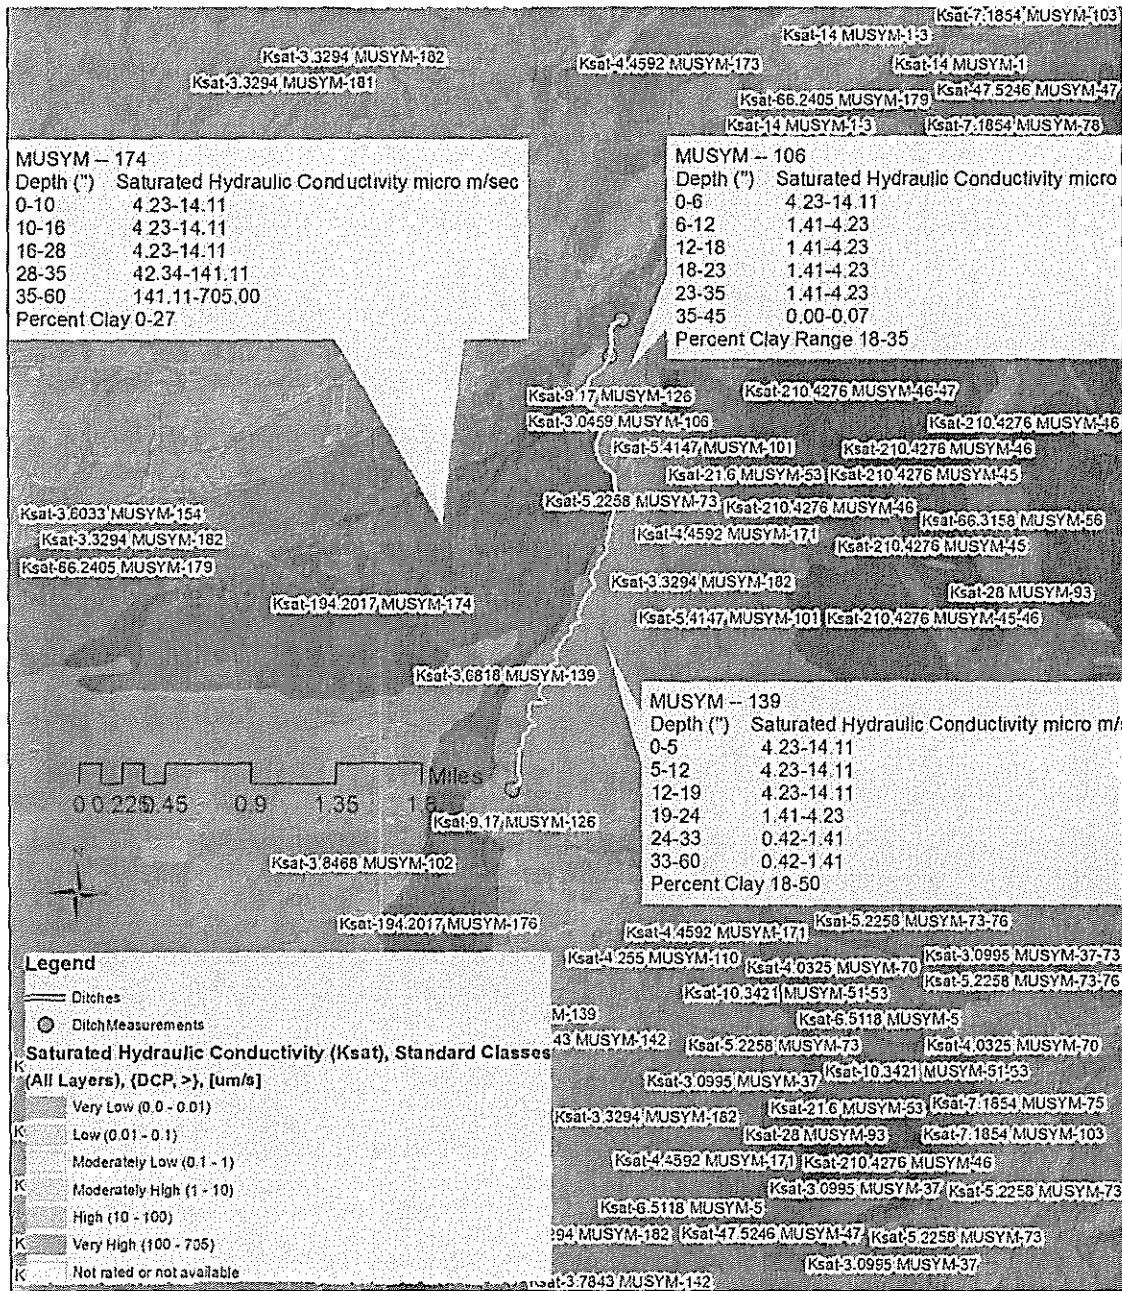 Ksat-7.1854 MUSYM-103
Ksat-14 MUSYM-1-3
Ksat-3.3294 MUSYM-182
Ksat-4.4592 MUSYM-173
Ksat-14 MUSYM-1
Ksat-3.3294 MUSYM-181
Ksat-47.5246 MUSYM-47
Ksat-66.2405 MUSYM-179
Ksat-14 MUSYM-1-3
Ksat-7.1854 MUSYM-78
MUSYM -- 174
Depth (") Saturated Hydraulic Conductivity micro m/sec
0-10 4.23-14.11
10-16 4.23-14.11
16-28 4.23-14.11
28-35 42.34-141.11
35-60 141.11-705.00
Percent Clay 0-27
MUSYM -- 106
Depth (") Saturated Hydraulic Conductivity micro
0-6 4.23-14.11
6-12 1.41-4.23
12-18 1.41-4.23
18-23 1.41-4.23
23-35 1.41-4.23
35-45 0.00-0.07
Percent Clay Range 18-35
Ksat-9.17 MUSYM-126
Ksat-210.4276 MUSYM-46-47
Ksat-3.0459 MUSYM-106
Ksat-210.4276 MUSYM-46
Ksat-5.4147 MUSYM-101
Ksat-210.4276 MUSYM-46
Ksat-21.6 MUSYM-53
Ksat-210.4276 MUSYM-45
Ksat-5.2258 MUSYM-73
Ksat-210.4276 MUSYM-46
Ksat-3.6033 MUSYM-154
Ksat-66.3158 MUSYM-56
Ksat-3.3294 MUSYM-182
Ksat-4.4592 MUSYM-171
Ksat-210.4276 MUSYM-45
Ksat-66.2405 MUSYM-179
Ksat-3.3294 MUSYM-182
Ksat-28 MUSYM-93
Ksat-194.2017 MUSYM-174
Ksat-5.4147 MUSYM-101
Ksat-210.4276 MUSYM-45-46
Ksat-3.6818 MUSYM-139
MUSYM -- 139
Depth (") Saturated Hydraulic Conductivity micro m/s
0-5 4.23-14.11
5-12 4.23-14.11
12-19 4.23-14.11
19-24 1.41-4.23
24-33 0.42-1.41
33-60 0.42-1.41
Percent Clay 18-50
Miles
0 0.225 0.45 0.9 1.35 1.8
Ksat-9.17 MUSYM-126
Ksat-3.8468 MUSYM-102
Ksat-194.2017 MUSYM-176
Ksat-4.4592 MUSYM-171
Ksat-5.2258 MUSYM-73-76
Ksat-4.255 MUSYM-110
Ksat-4.0325 MUSYM-70
Ksat-3.0995 MUSYM-37-73
Ksat-5.2258 MUSYM-73-76
Ksat-10.3421 MUSYM-51-53
M-139
Ksat-6.5118 MUSYM-5
43 MUSYM-142
Ksat-5.2258 MUSYM-73
Ksat-4.0325 MUSYM-70
Ksat-3.0995 MUSYM-37
Ksat-10.3421 MUSYM-51-53
Ksat-3.3294 MUSYM-182
Ksat-21.6 MUSYM-53
Ksat-7.1854 MUSYM-75
Ksat-28 MUSYM-93
Ksat-7.1854 MUSYM-103
Ksat-4.4592 MUSYM-171
Ksat-210.4276 MUSYM-46
Ksat-3.0995 MUSYM-37
Ksat-5.2258 MUSYM-73
Ksat-6.5118 MUSYM-5
294 MUSYM-182
Ksat-47.5246 MUSYM-47
Ksat-5.2258 MUSYM-73
Ksat-3.0995 MUSYM-37
Ksat-3.7843 MUSYM-142
Legend
Ditches
DitchMeasurements
Saturated Hydraulic Conductivity (Ksat), Standard Classes
(All Layers), {DCP, >}, [um/s]
Very Low (0.0 - 0.01)
Low (0.01 - 0.1)
Moderately Low (0.1 - 1)
Moderately High (1 - 10)
High (10 - 100)
Very High (100 - 705)
Not rated or not available